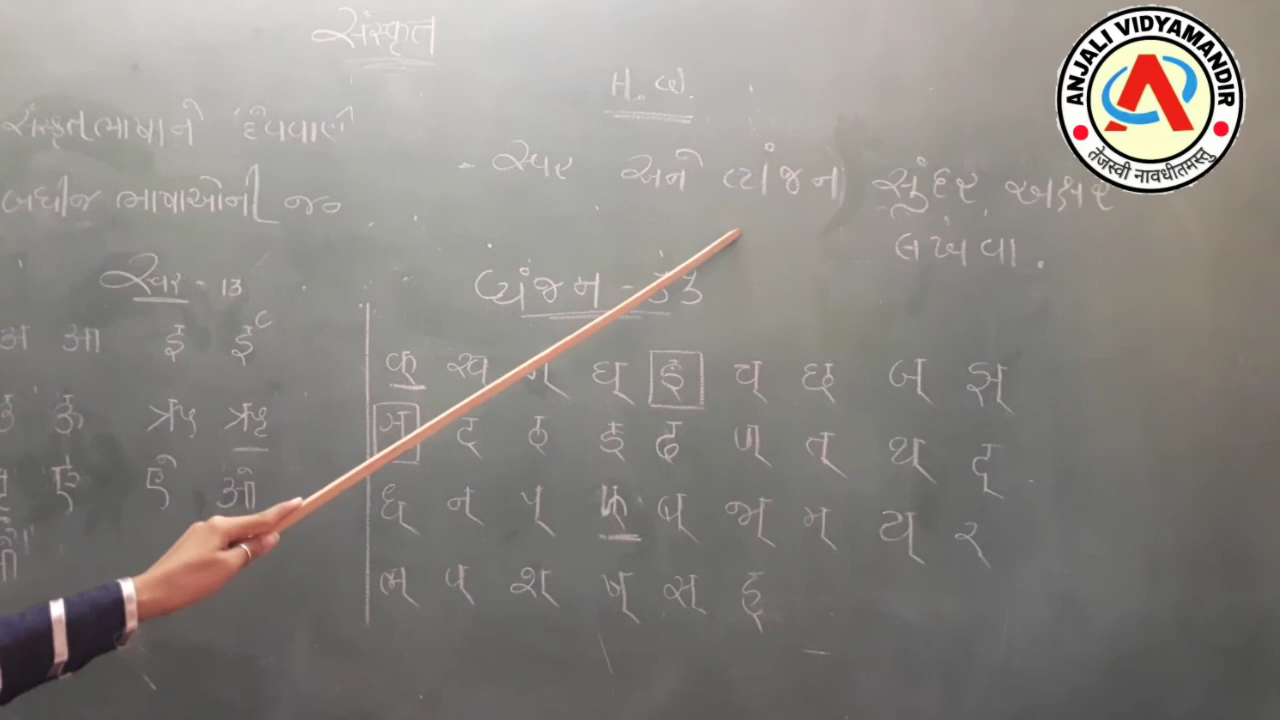 સંસ્કૃત
H. W.
સંસ્કૃત ભાષાને દેવવાણી
બધીજ ભાષાઓની જન
- સ્વર અને વ્યંજન સુંદર અક્ષરે
લખવા.
સ્વર - 13
अ आ इ ई
उ ऊ ऋ ॠ
ए ऐ ओ
औ
વ્યંજન - 33
क् ख् ग् घ् ङ् च् छ् ज् झ्
ञ् ट् ठ् ड् ढ् ण् त् थ् द्
ध् न् प् फ् ब् भ् म् य् र्
ल् व् श् ष् स् ह्
ANJALI VIDYAMANDIR
तेजस्वी नावधीतमस्तु